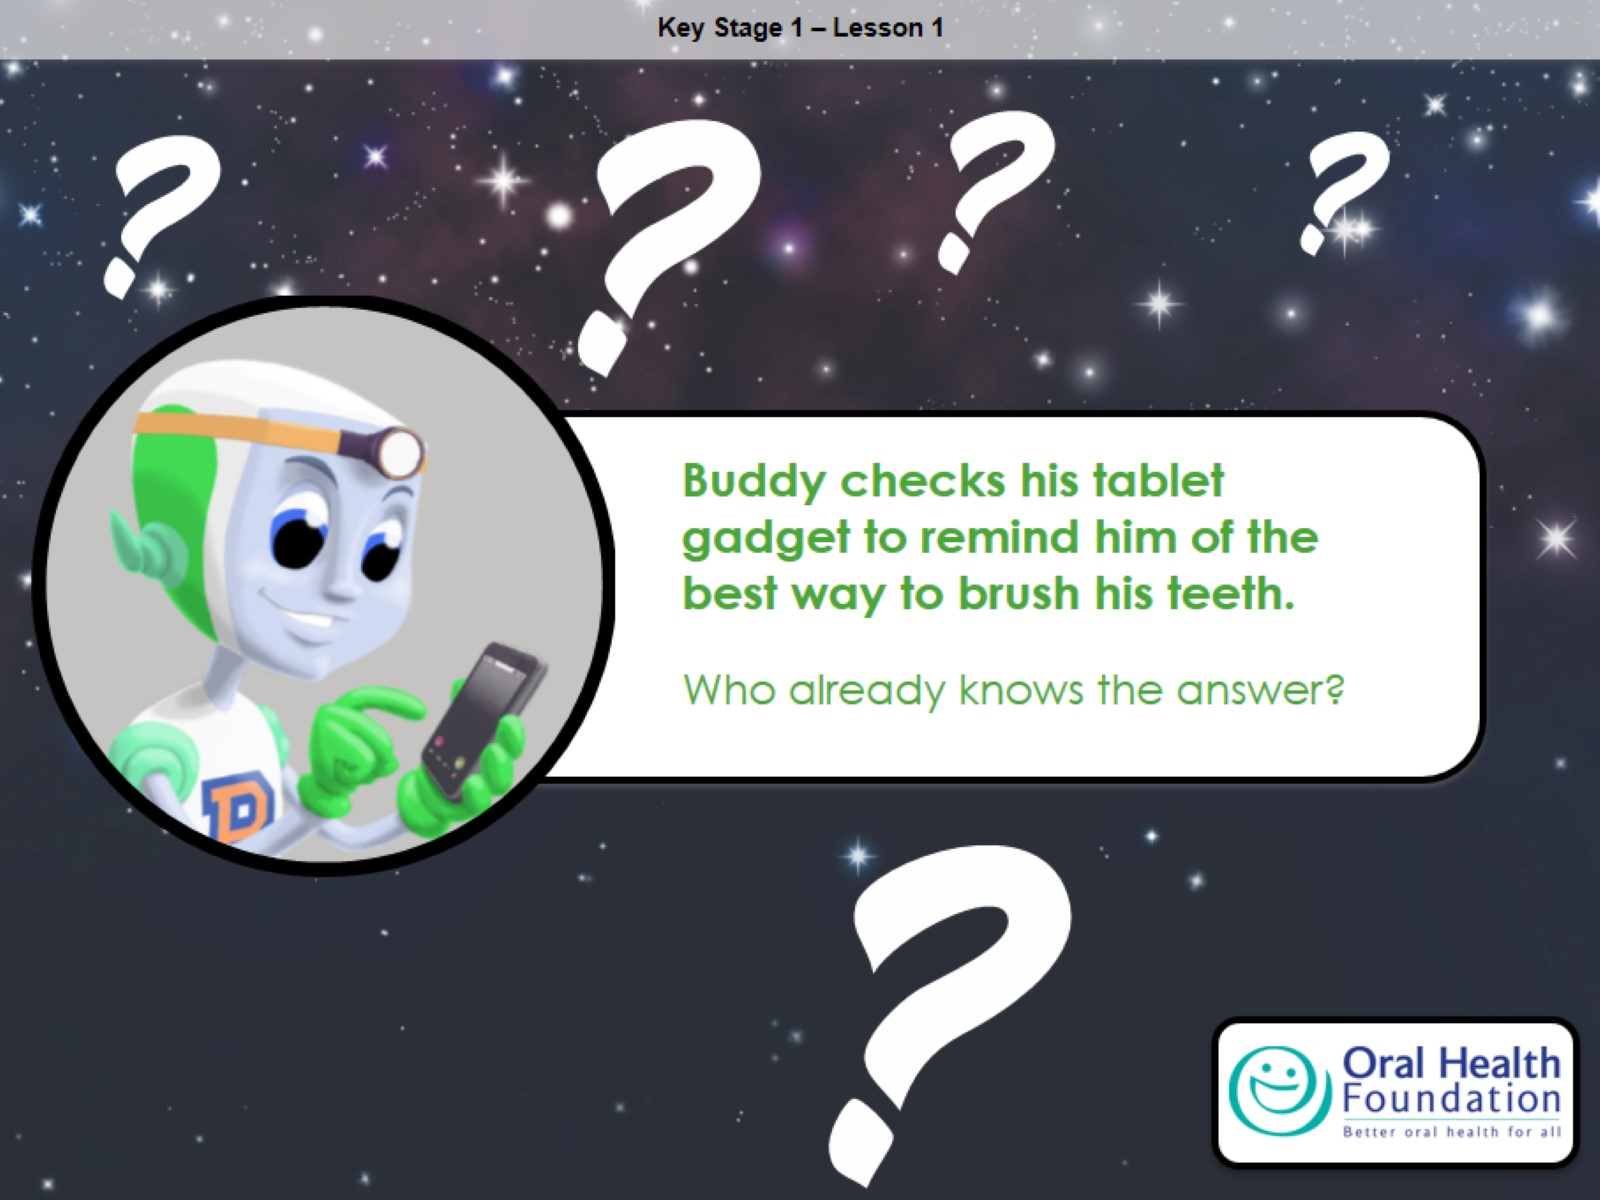 Key Stage 1 – Lesson 1
Buddy checks his tablet
gadget to remind him of the
best way to brush his teeth.
Who already knows the answer?
Oral Health
Foundation
Better oral health for all